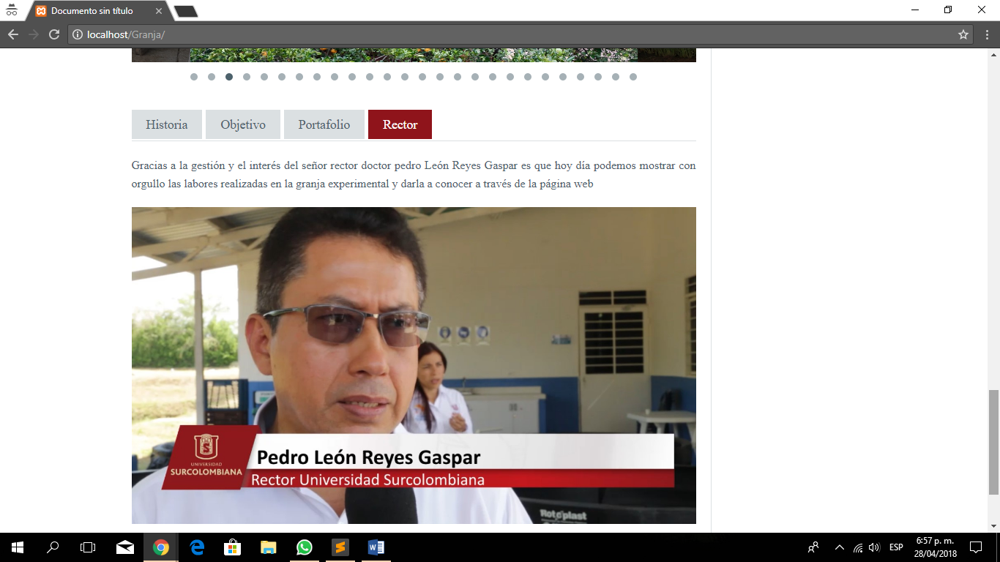 Documento sin título
localhost/Granja/
Historia
Objetivo
Portafolio
Rector
Gracias a la gestión y el interés del señor rector doctor pedro León Reyes Gaspar es que hoy día podemos mostrar con
orgullo las labores realizadas en la granja experimental y darla a conocer a través de la página web
UNIVERSIDAD
SURCOLOMBIANA
Pedro León Reyes Gaspar
Rector Universidad Surcolombiana
Rotoplast
ESP
6:57 p. m.
28/04/2018